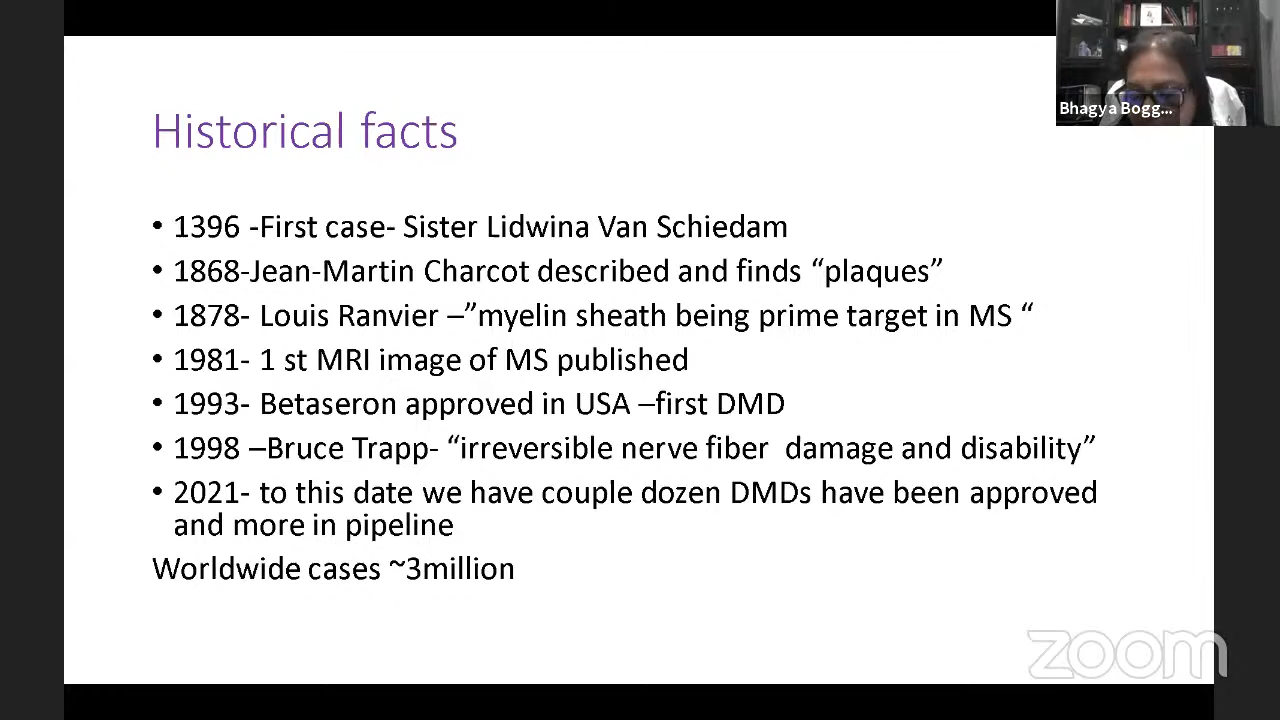 Bhagya Bogg...
Historical facts
• 1396 -First case- Sister Lidwina Van Schiedam
• 1868-Jean-Martin Charcot described and finds “plaques”
• 1878- Louis Ranvier –”myelin sheath being prime target in MS “
• 1981- 1 st MRI image of MS published
• 1993- Betaseron approved in USA –first DMD
• 1998 –Bruce Trapp- “irreversible nerve fiber  damage and disability”
• 2021- to this date we have couple dozen DMDs have been approved
and more in pipeline
Worldwide cases ~3million
zoom